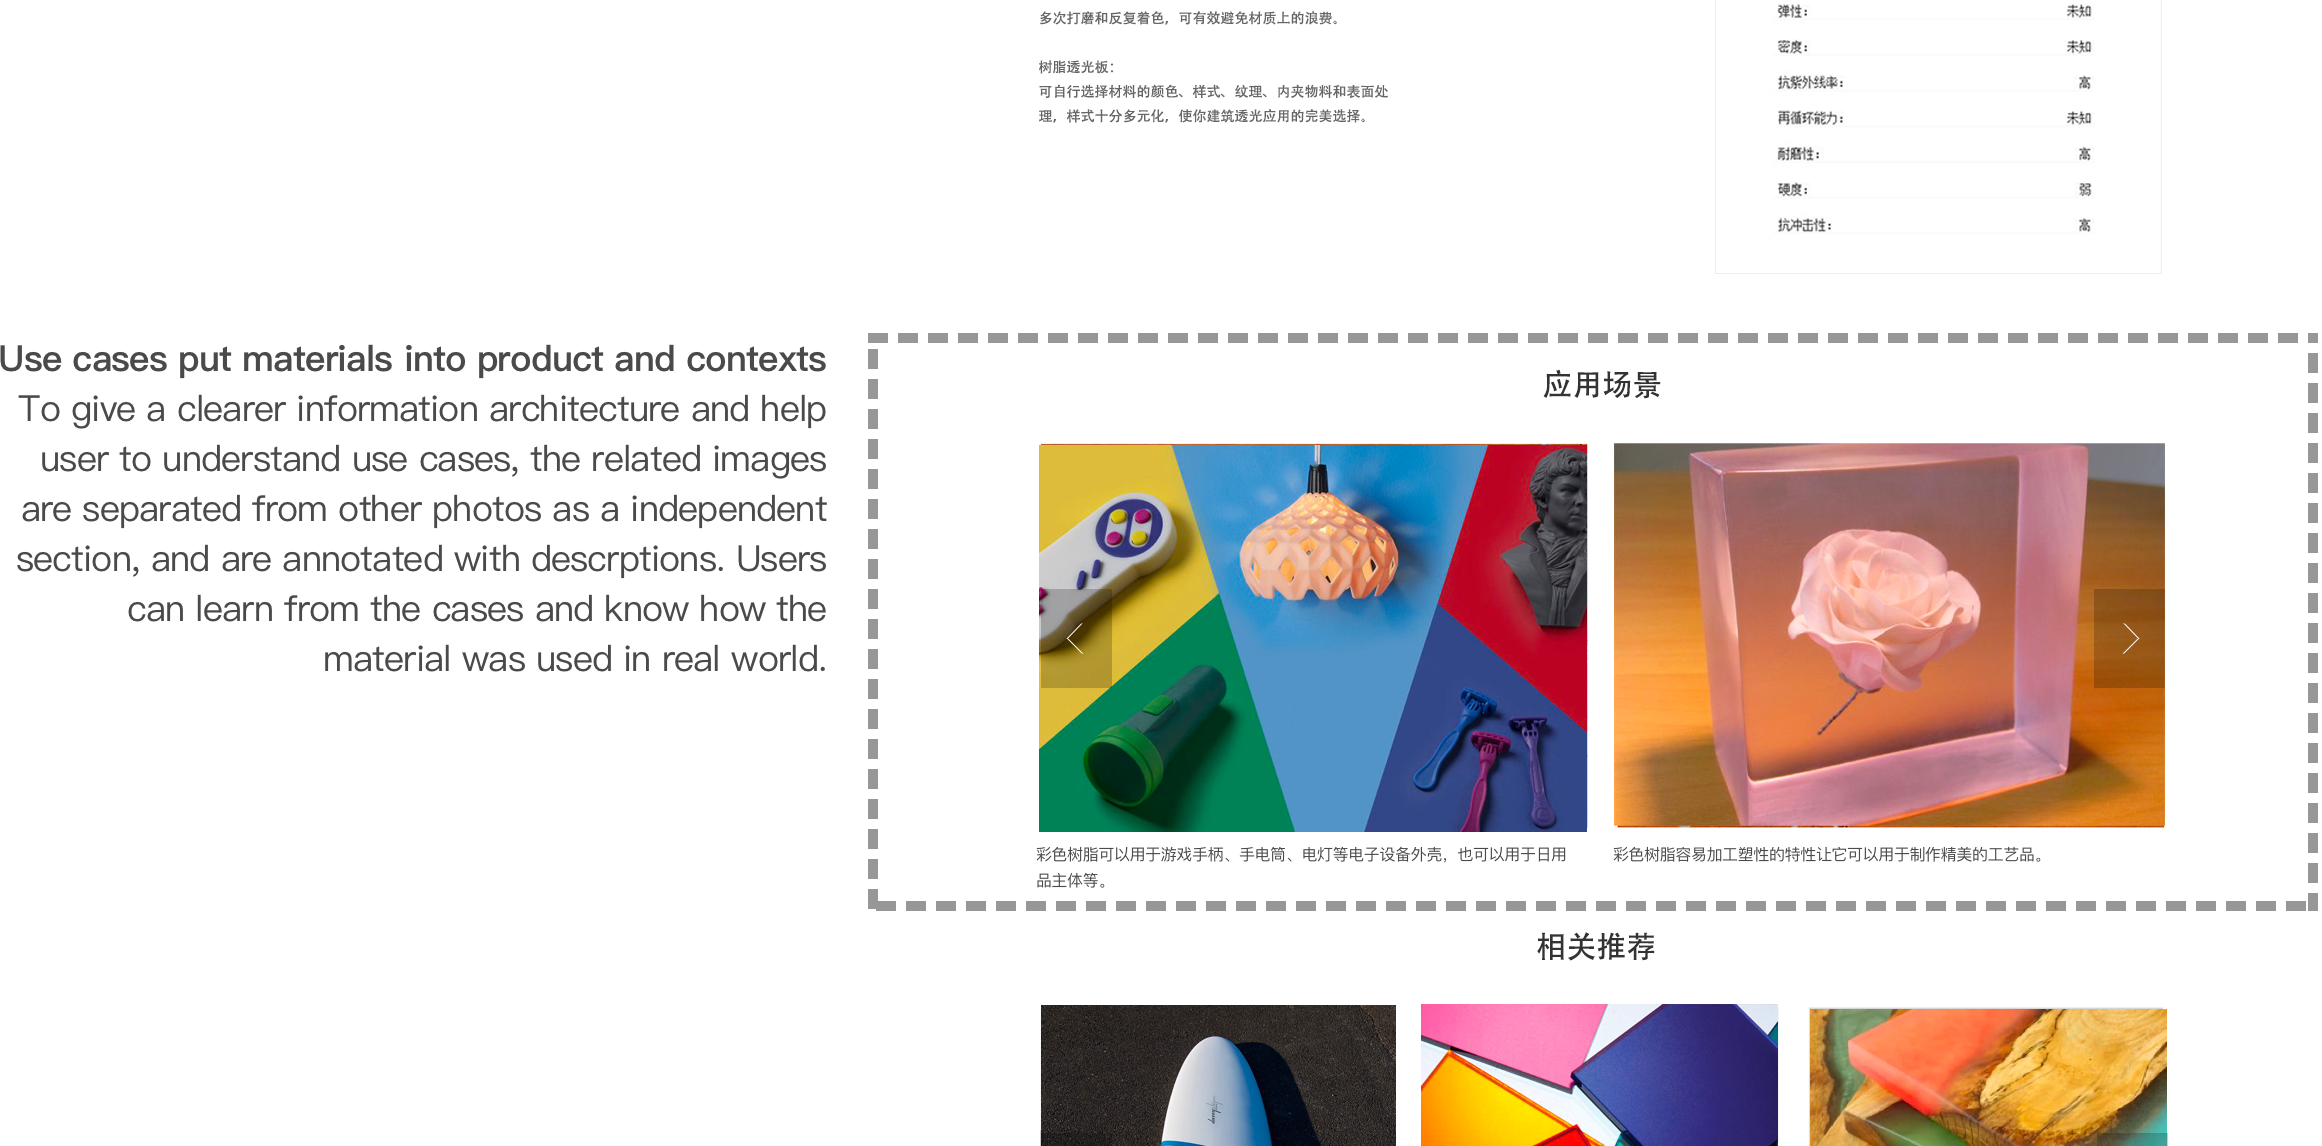 多次打磨和反复着色，可有效避免材质上的浪费。
树脂透光板：
可自行选择材料的颜色、样式、纹理、内夹物料和表面处
理，样式十分多元化，使你建筑透光应用的完美选择。
弹性： 未知
密度： 未知
抗紫外线率： 高
再循环能力： 未知
耐磨性： 高
硬度： 弱
抗冲击性： 高
Use cases put materials into product and contexts
To give a clearer information architecture and help
user to understand use cases, the related images
are separated from other photos as a independent
section, and are annotated with descrptions. Users
can learn from the cases and know how the
material was used in real world.
应用场景
彩色树脂可以用于游戏手柄、手电筒、电灯等电子设备外壳，也可以用于日用
品主体等。
彩色树脂容易加工塑性的特性让它可以用于制作精美的工艺品。
相关推荐